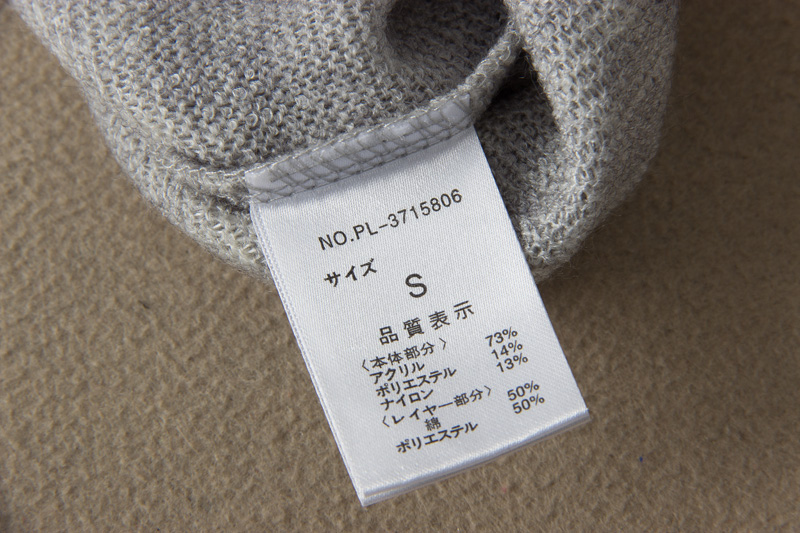 NO.PL-3715806
サイズ
S
品質表示
〈本体部分〉
アクリル 73%
ポリエステル 14%
ナイロン 13%
〈レイヤー部分〉
綿 50%
ポリエステル 50%